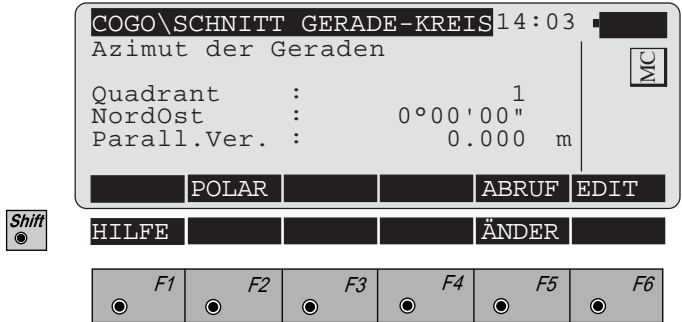 COGO\SCHNITT GERADE-KREIS 14:03
Azimut der Geraden
MC
Quadrant : 1
NordOst : 0°00'00"
Parall.Ver. : 0.000 m
POLAR ABRUF EDIT
Shift
HILFE ÄNDER
F1 F2 F3 F4 F5 F6